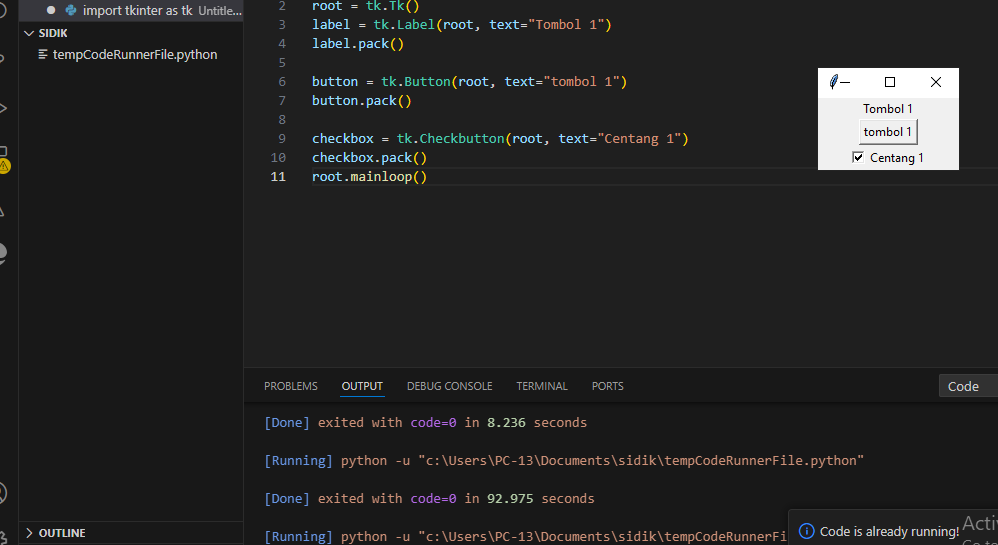 import tkinter as tk Untitle...
SIDIK
tempCodeRunnerFile.python
OUTLINE
2 root = tk.Tk()
3 label = tk.Label(root, text="Tombol 1")
4 label.pack()
5
6 button = tk.Button(root, text="tombol 1")
7 button.pack()
8
9 checkbox = tk.Checkbutton(root, text="Centang 1")
10 checkbox.pack()
11 root.mainloop()
Tombol 1
tombol 1
Centang 1
PROBLEMS OUTPUT DEBUG CONSOLE TERMINAL PORTS
Code
[Done] exited with code=0 in 8.236 seconds
[Running] python -u "c:\Users\PC-13\Documents\sidik\tempCodeRunnerFile.python"
[Done] exited with code=0 in 92.975 seconds
[Running] python -u "c:\Users\PC-13\Documents\sidik\tempCodeRunnerFi
Code is already running!
Acti